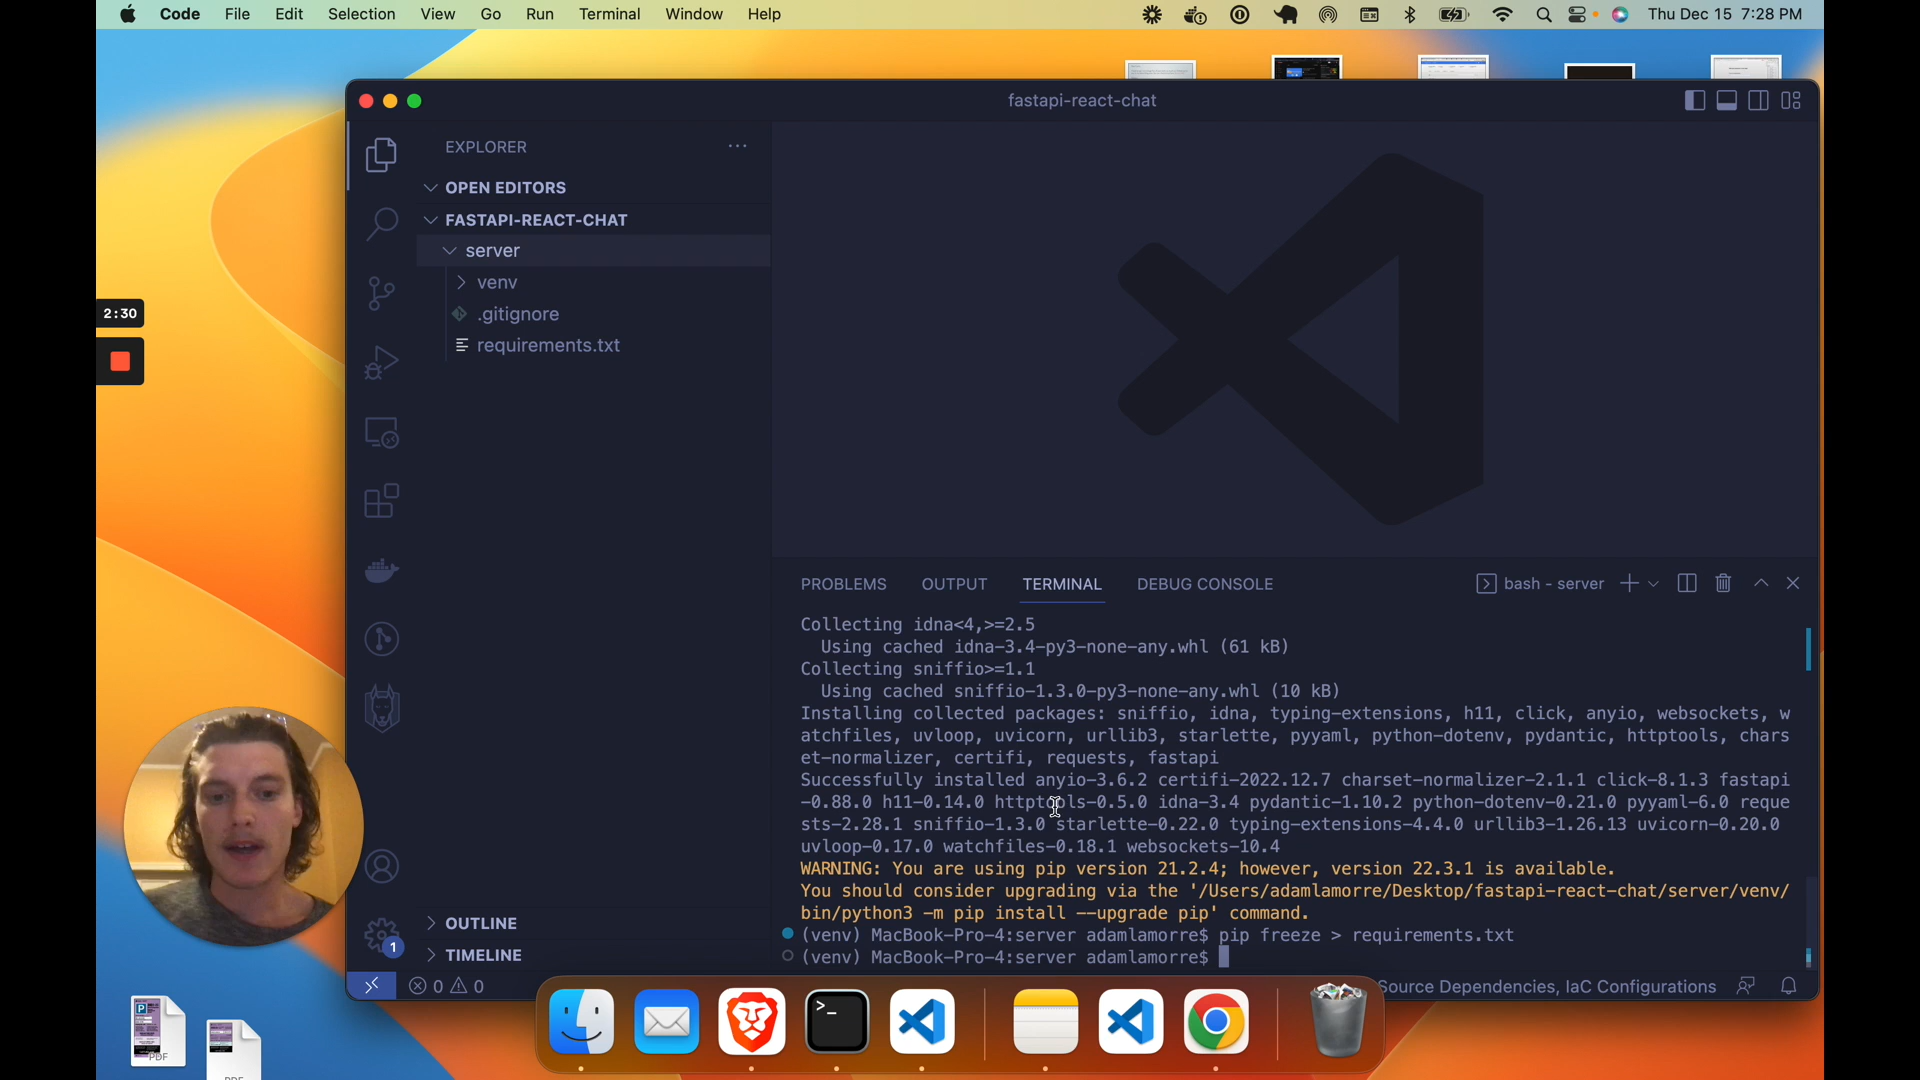 Code File Edit Selection View Go Run Terminal Window Help Thu Dec 15 7:28 PM
fastapi-react-chat
EXPLORER
OPEN EDITORS
FASTAPI-REACT-CHAT
server
venv
.gitignore
requirements.txt
2:30
PROBLEMS OUTPUT TERMINAL DEBUG CONSOLE bash - server
Collecting idna<4,>=2.5
Using cached idna-3.4-py3-none-any.whl (61 kB)
Collecting sniffio>=1.1
Using cached sniffio-1.3.0-py3-none-any.whl (10 kB)
Installing collected packages: sniffio, idna, typing-extensions, h11, click, anyio, websockets, w
atchfiles, uvloop, uvicorn, urllib3, starlette, pyyaml, python-dotenv, pydantic, httptools, chars
et-normalizer, certifi, requests, fastapi
Successfully installed anyio-3.6.2 certifi-2022.12.7 charset-normalizer-2.1.1 click-8.1.3 fastapi
-0.88.0 h11-0.14.0 httptools-0.5.0 idna-3.4 pydantic-1.10.2 python-dotenv-0.21.0 pyyaml-6.0 reque
sts-2.28.1 sniffio-1.3.0 starlette-0.22.0 typing-extensions-4.4.0 urllib3-1.26.13 uvicorn-0.20.0
uvloop-0.17.0 watchfiles-0.18.1 websockets-10.4
WARNING: You are using pip version 21.2.4; however, version 22.3.1 is available.
You should consider upgrading via the '/Users/adamlamorre/Desktop/fastapi-react-chat/server/venv/
bin/python3 -m pip install --upgrade pip' command.
(venv) MacBook-Pro-4:server adamlamorre$ pip freeze > requirements.txt
(venv) MacBook-Pro-4:server adamlamorre$
OUTLINE
TIMELINE
1
0 0
Source Dependencies, IaC Configurations
>_
PDF